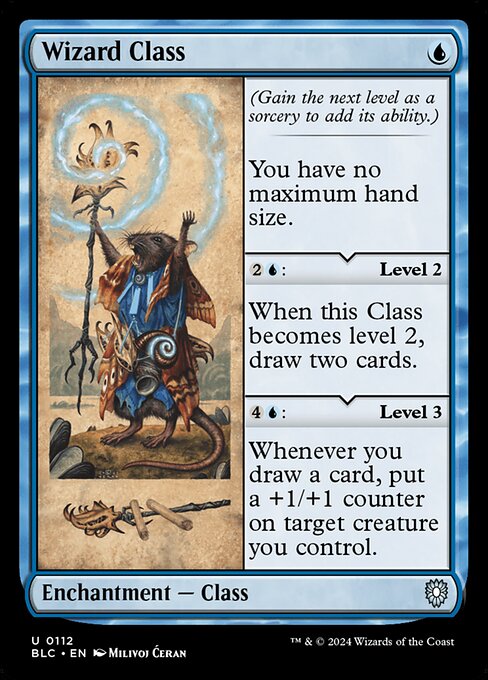 Wizard Class
(Gain the next level as a
sorcery to add its ability.)
You have no
maximum hand
size.
2 : Level 2
When this Class
becomes level 2,
draw two cards.
4 : Level 3
Whenever you
draw a card, put
a +1/+1 counter
on target creature
you control.
Enchantment — Class
U 0112
BLC • EN Milivoj Ćeran
™ & © 2024 Wizards of the Coast